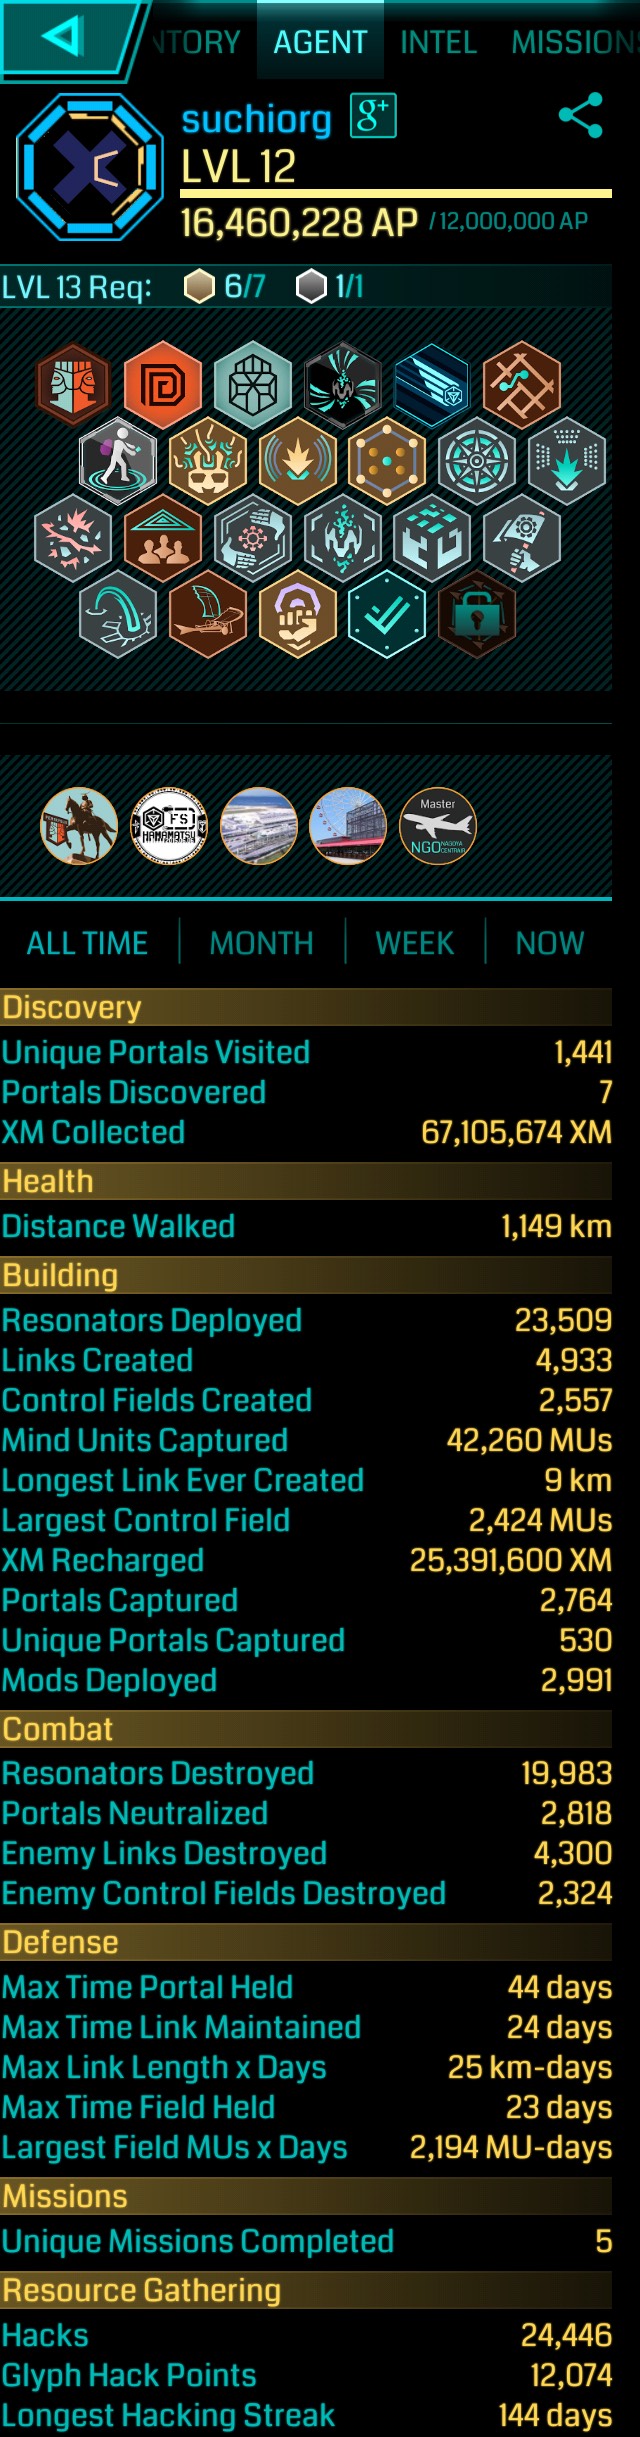 NTORY AGENT INTEL MISSIONS
suchiorg g+
LVL 12
16,460,228 AP / 12,000,000 AP
LVL 13 Req: 6/7 1/1
FS
HAMAMATSU
Master
NGO NAGOYA CENTRAIR
ALL TIME MONTH WEEK NOW
Discovery
Unique Portals Visited 1,441
Portals Discovered 7
XM Collected 67,105,674 XM
Health
Distance Walked 1,149 km
Building
Resonators Deployed 23,509
Links Created 4,933
Control Fields Created 2,557
Mind Units Captured 42,260 MUs
Longest Link Ever Created 9 km
Largest Control Field 2,424 MUs
XM Recharged 25,391,600 XM
Portals Captured 2,764
Unique Portals Captured 530
Mods Deployed 2,991
Combat
Resonators Destroyed 19,983
Portals Neutralized 2,818
Enemy Links Destroyed 4,300
Enemy Control Fields Destroyed 2,324
Defense
Max Time Portal Held 44 days
Max Time Link Maintained 24 days
Max Link Length x Days 25 km-days
Max Time Field Held 23 days
Largest Field MUs x Days 2,194 MU-days
Missions
Unique Missions Completed 5
Resource Gathering
Hacks 24,446
Glyph Hack Points 12,074
Longest Hacking Streak 144 days